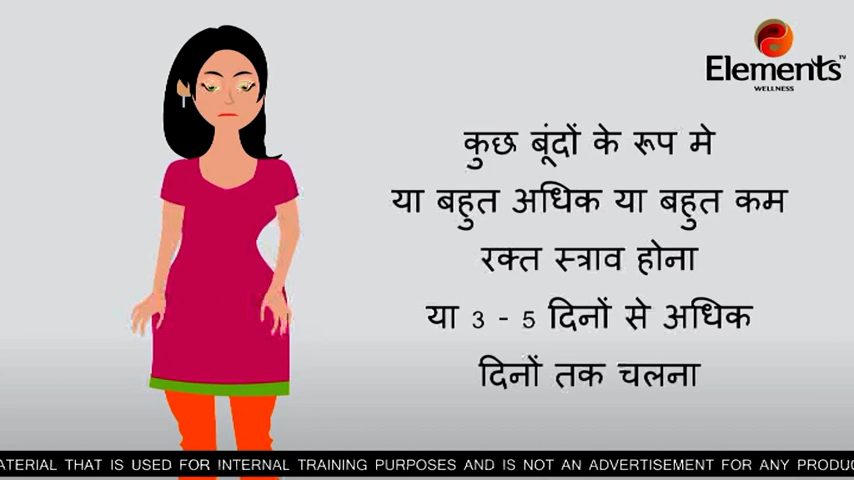 Elements™
WELLNESS
कुछ बूंदों के रूप मे
या बहुत अधिक या बहुत कम
रक्त स्त्राव होना
या 3 - 5 दिनों से अधिक
दिनों तक चलना
ATERIAL THAT IS USED FOR INTERNAL TRAINING PURPOSES AND IS NOT AN ADVERTISEMENT FOR ANY PRODUC